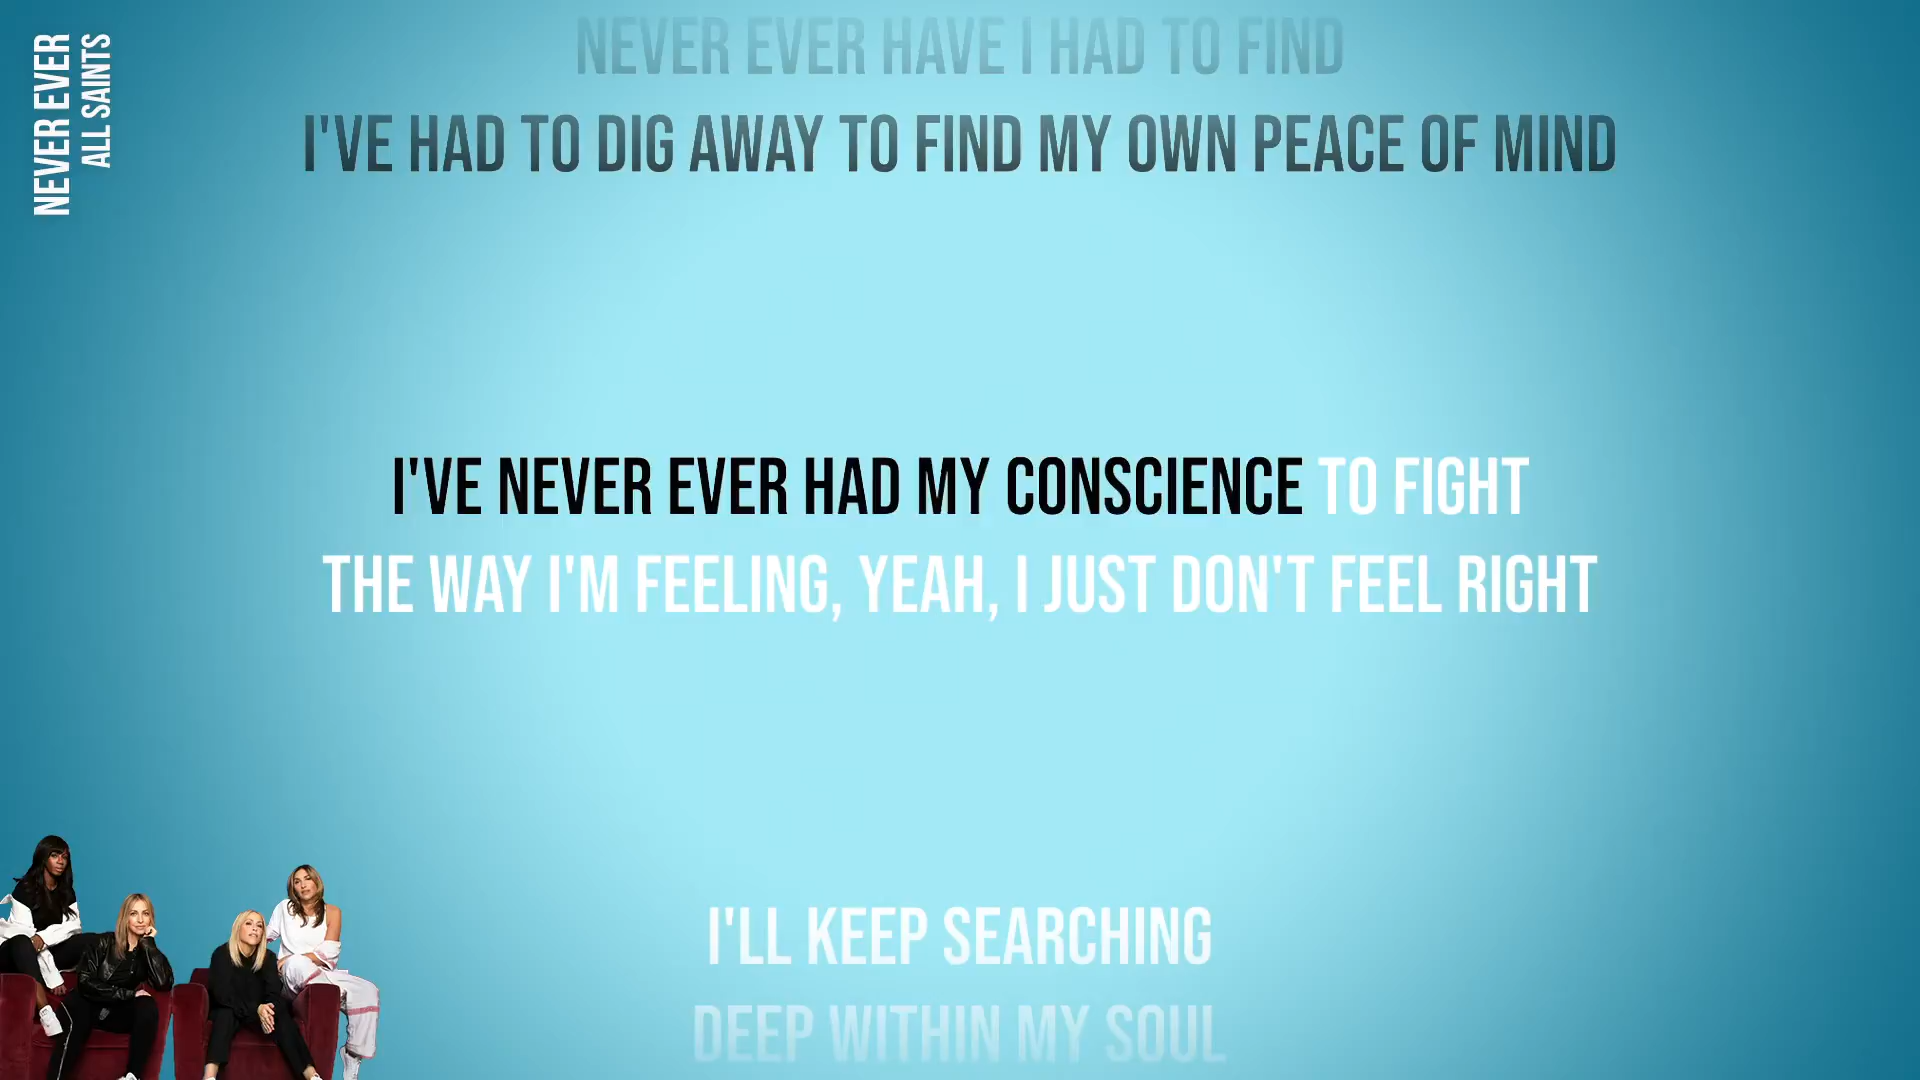 NEVER EVER
ALL SAINTS
NEVER EVER HAVE I HAD TO FIND
I'VE HAD TO DIG AWAY TO FIND MY OWN PEACE OF MIND
I'VE NEVER EVER HAD MY CONSCIENCE TO FIGHT
THE WAY I'M FEELING, YEAH, I JUST DON'T FEEL RIGHT
I'LL KEEP SEARCHING
DEEP WITHIN MY SOUL